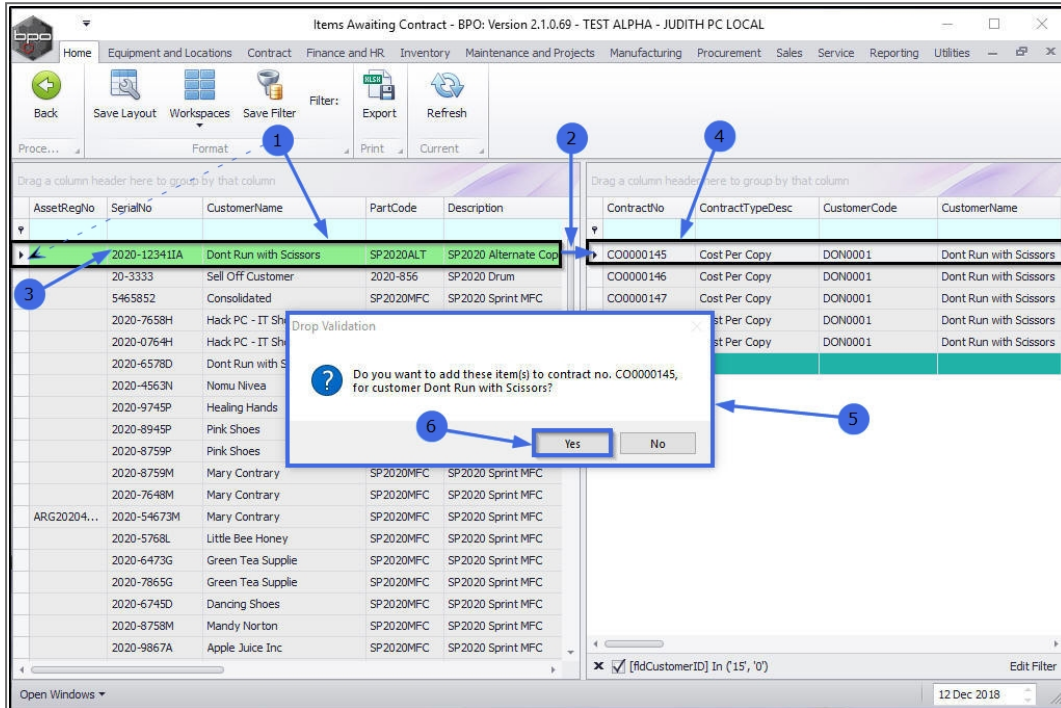 Items Awaiting Contract - BPO: Version 2.1.0.69 - TEST ALPHA - JUDITH PC LOCAL
bpo
Home Equipment and Locations Contract Finance and HR Inventory Maintenance and Projects Manufacturing Procurement Sales Service Reporting Utilities
XLSX
Back Save Layout Workspaces Save Filter Filter: Export Refresh
Proce... Format Print Current
1 2 4
Drag a column header here to group by that column Drag a column header here to group by that column
AssetRegNo SerialNo CustomerName PartCode Description ContractNo ContractTypeDesc CustomerCode CustomerName
2020-12341IA Dont Run with Scissors SP2020ALT SP2020 Alternate Cop CO0000145 Cost Per Copy DON0001 Dont Run with Scissors
20-3333 Sell Off Customer 2020-856 SP2020 Drum CO0000146 Cost Per Copy DON0001 Dont Run with Scissors
3
5465852 Consolidated SP2020MFC SP2020 Sprint MFC CO0000147 Cost Per Copy DON0001 Dont Run with Scissors
2020-7658H Hack PC - IT Sh st Per Copy DON0001 Dont Run with Scissors
2020-0764H Hack PC - IT Sh st Per Copy DON0001 Dont Run with Scissors
2020-6578D Dont Run with S
2020-4563N Nomu Nivea
2020-9745P Healing Hands
2020-8945P Pink Shoes
2020-8759P Pink Shoes
Drop Validation
Do you want to add these item(s) to contract no. CO0000145,
for customer Dont Run with Scissors?
5
6
Yes No
2020-8759M Mary Contrary SP2020MFC SP2020 Sprint MFC
2020-7648M Mary Contrary SP2020MFC SP2020 Sprint MFC
ARG20204... 2020-54673M Mary Contrary SP2020MFC SP2020 Sprint MFC
2020-5768L Little Bee Honey SP2020MFC SP2020 Sprint MFC
2020-6473G Green Tea Supplie SP2020MFC SP2020 Sprint MFC
2020-7865G Green Tea Supplie SP2020MFC SP2020 Sprint MFC
2020-6745D Dancing Shoes SP2020MFC SP2020 Sprint MFC
2020-8758M Mandy Norton SP2020MFC SP2020 Sprint MFC
2020-9867A Apple Juice Inc SP2020MFC SP2020 Sprint MFC
[fldCustomerID] In ('15', '0') Edit Filter
Open Windows 12 Dec 2018